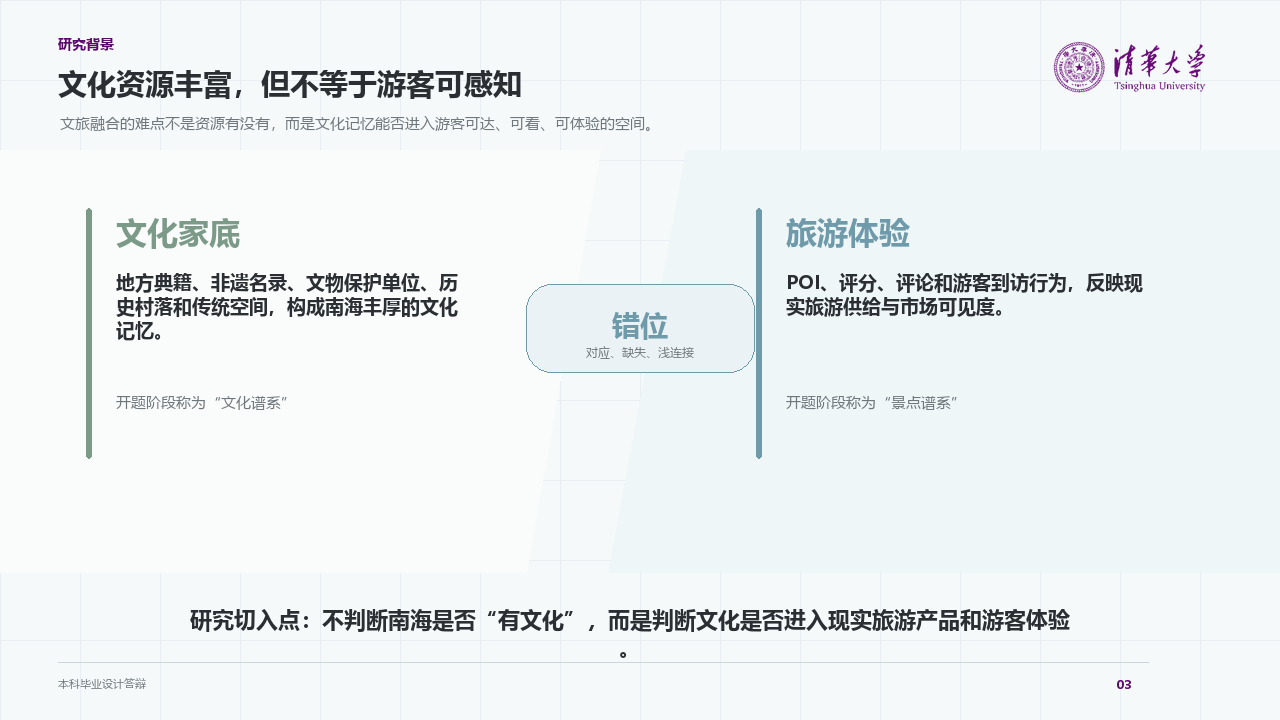 研究背景
文化资源丰富，但不等于游客可感知
文旅融合的难点不是资源有没有，而是文化记忆能否进入游客可达、可看、可体验的空间。
清華大学
Tsinghua University
文化家底
地方典籍、非遗名录、文物保护单位、历
史村落和传统空间，构成南海丰厚的文化
记忆。
开题阶段称为“文化谱系”
错位
对应、缺失、浅连接
旅游体验
POI、评分、评论和游客到访行为，反映现
实旅游供给与市场可见度。
开题阶段称为“景点谱系”
研究切入点：不判断南海是否“有文化”，而是判断文化是否进入现实旅游产品和游客体验
。
本科毕业设计答辩
03